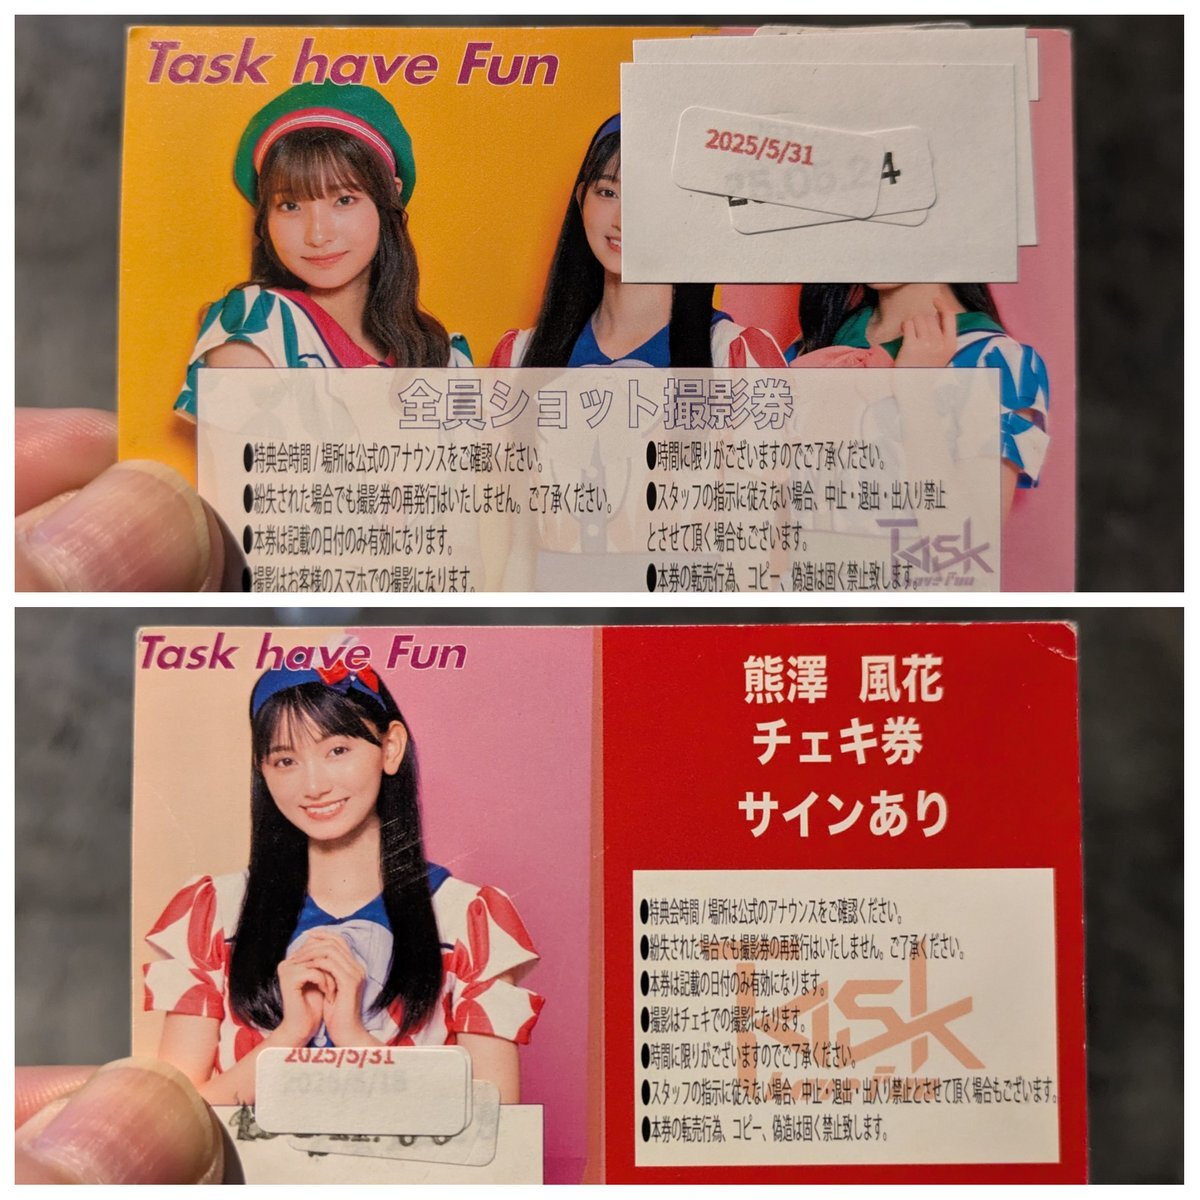 Task have Fun
2025/5/31
全員ショット撮影券
●特典会時間/場所は公式のアナウンスをご確認ください。
●紛失された場合でも撮影券の再発行はいたしません。ご了承ください。
●本券は記載の日付のみ有効になります。
●撮影はお客様のスマホでの撮影になります。
●時間に限りがございますのでご了承ください。
●スタッフの指示に従えない場合、中止・退出・出入り禁止
とさせて頂く場合もございます。
●本券の転売行為、コピー、偽造は固く禁止致します。
Task
have Fun
Task have Fun
2025/5/31
熊澤 風花
チェキ券
サインあり
●特典会時間/場所は公式のアナウンスをご確認ください。
●紛失された場合でも撮影券の再発行はいたしません。ご了承ください。
●本券は記載の日付のみ有効になります。
●撮影はチェキでの撮影になります。
●時間に限りがございますのでご了承ください。
●スタッフの指示に従えない場合、中止・退出・出入り禁止とさせて頂く場合もございます。
●本券の転売行為、コピー、偽造は固く禁止致します。
Task